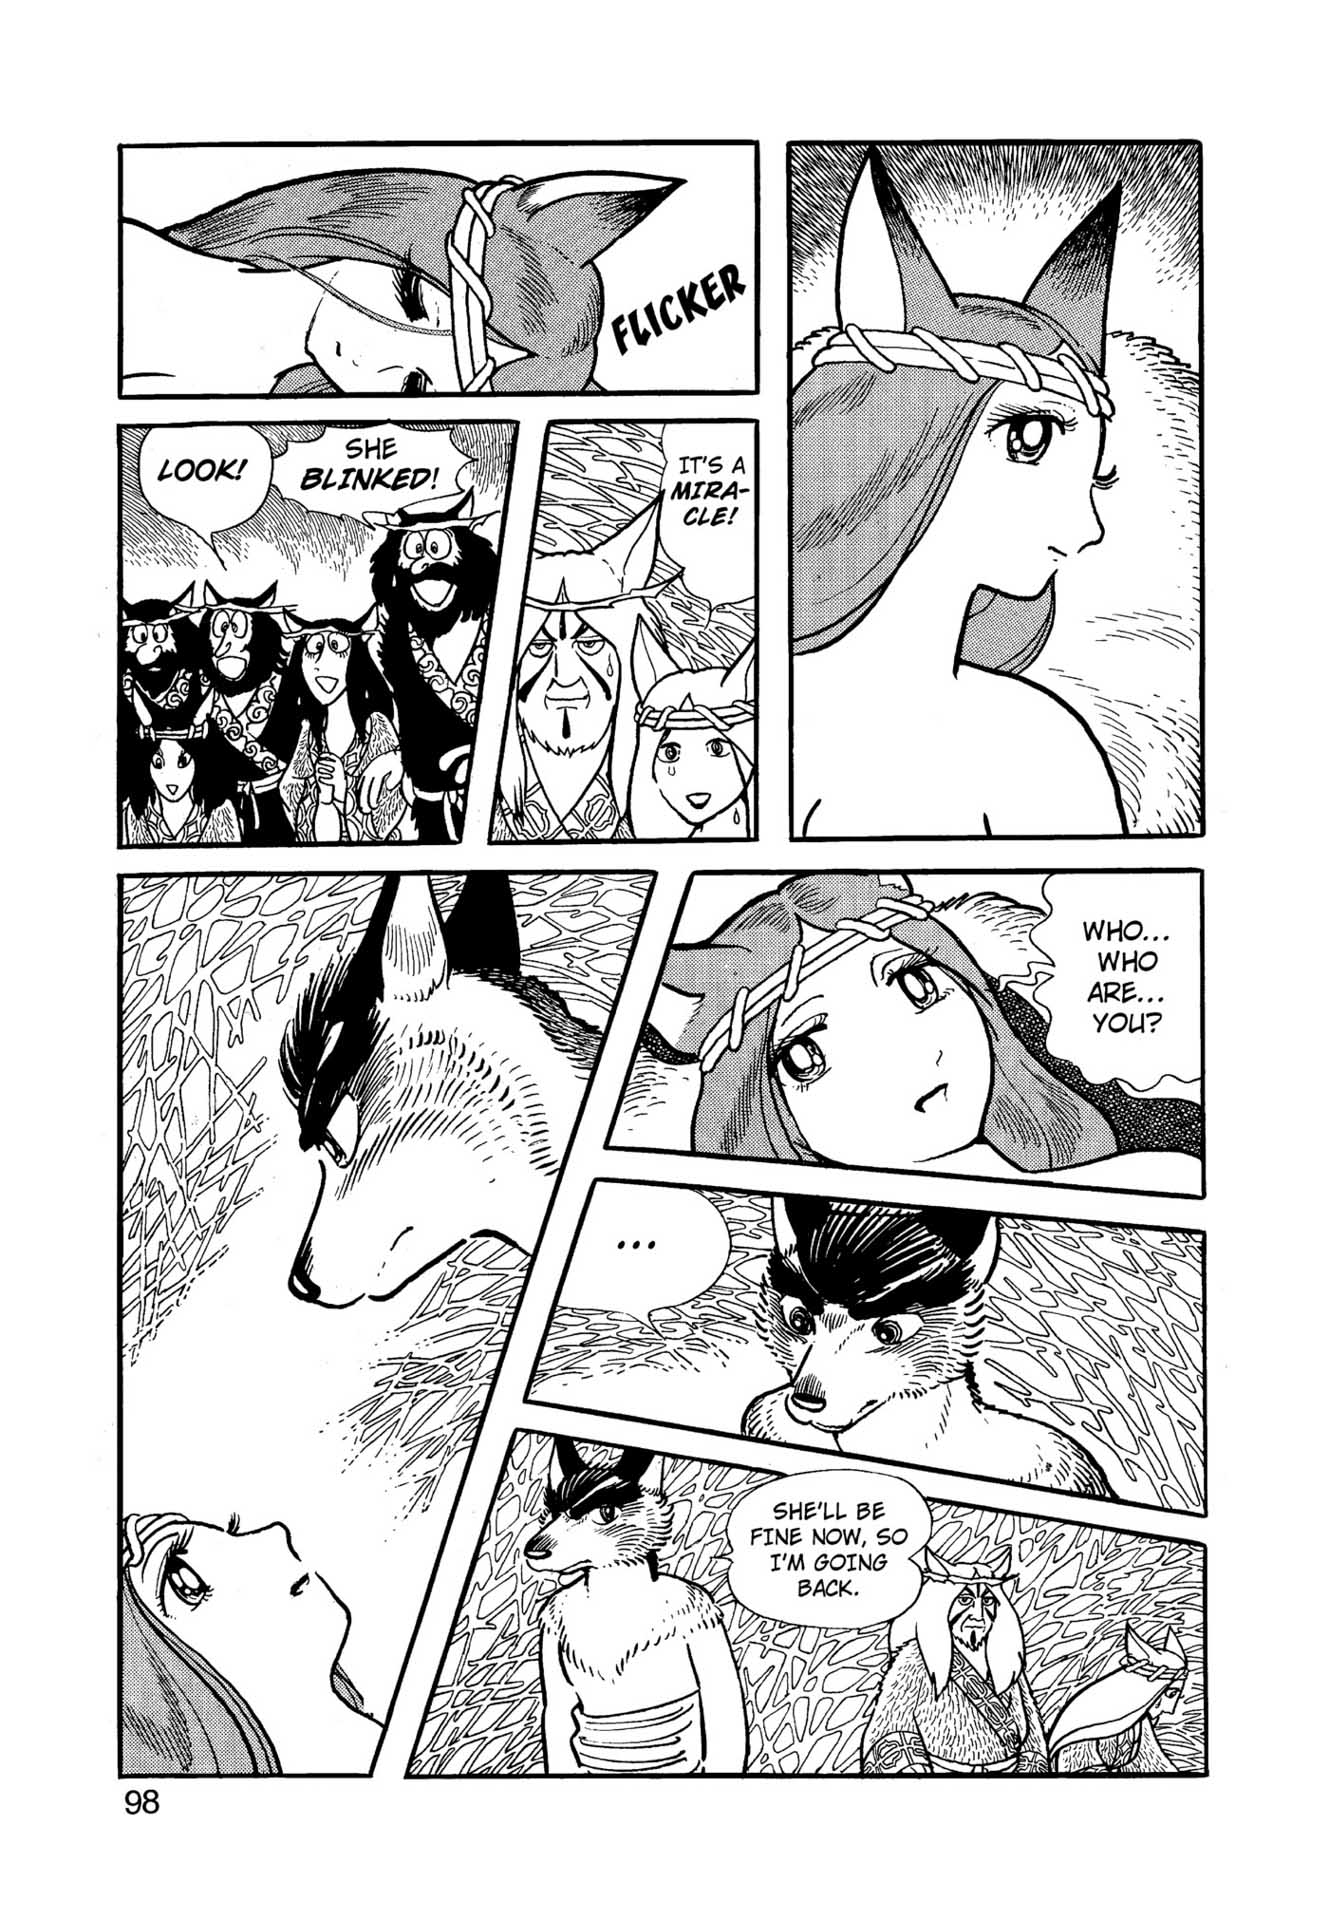 FLICKER
LOOK!
SHE
BLINKED!
IT'S A
MIRA-
CLE!
WHO...
WHO
ARE...
YOU?
...
SHE'LL BE
FINE NOW, SO
I'M GOING
BACK.
98